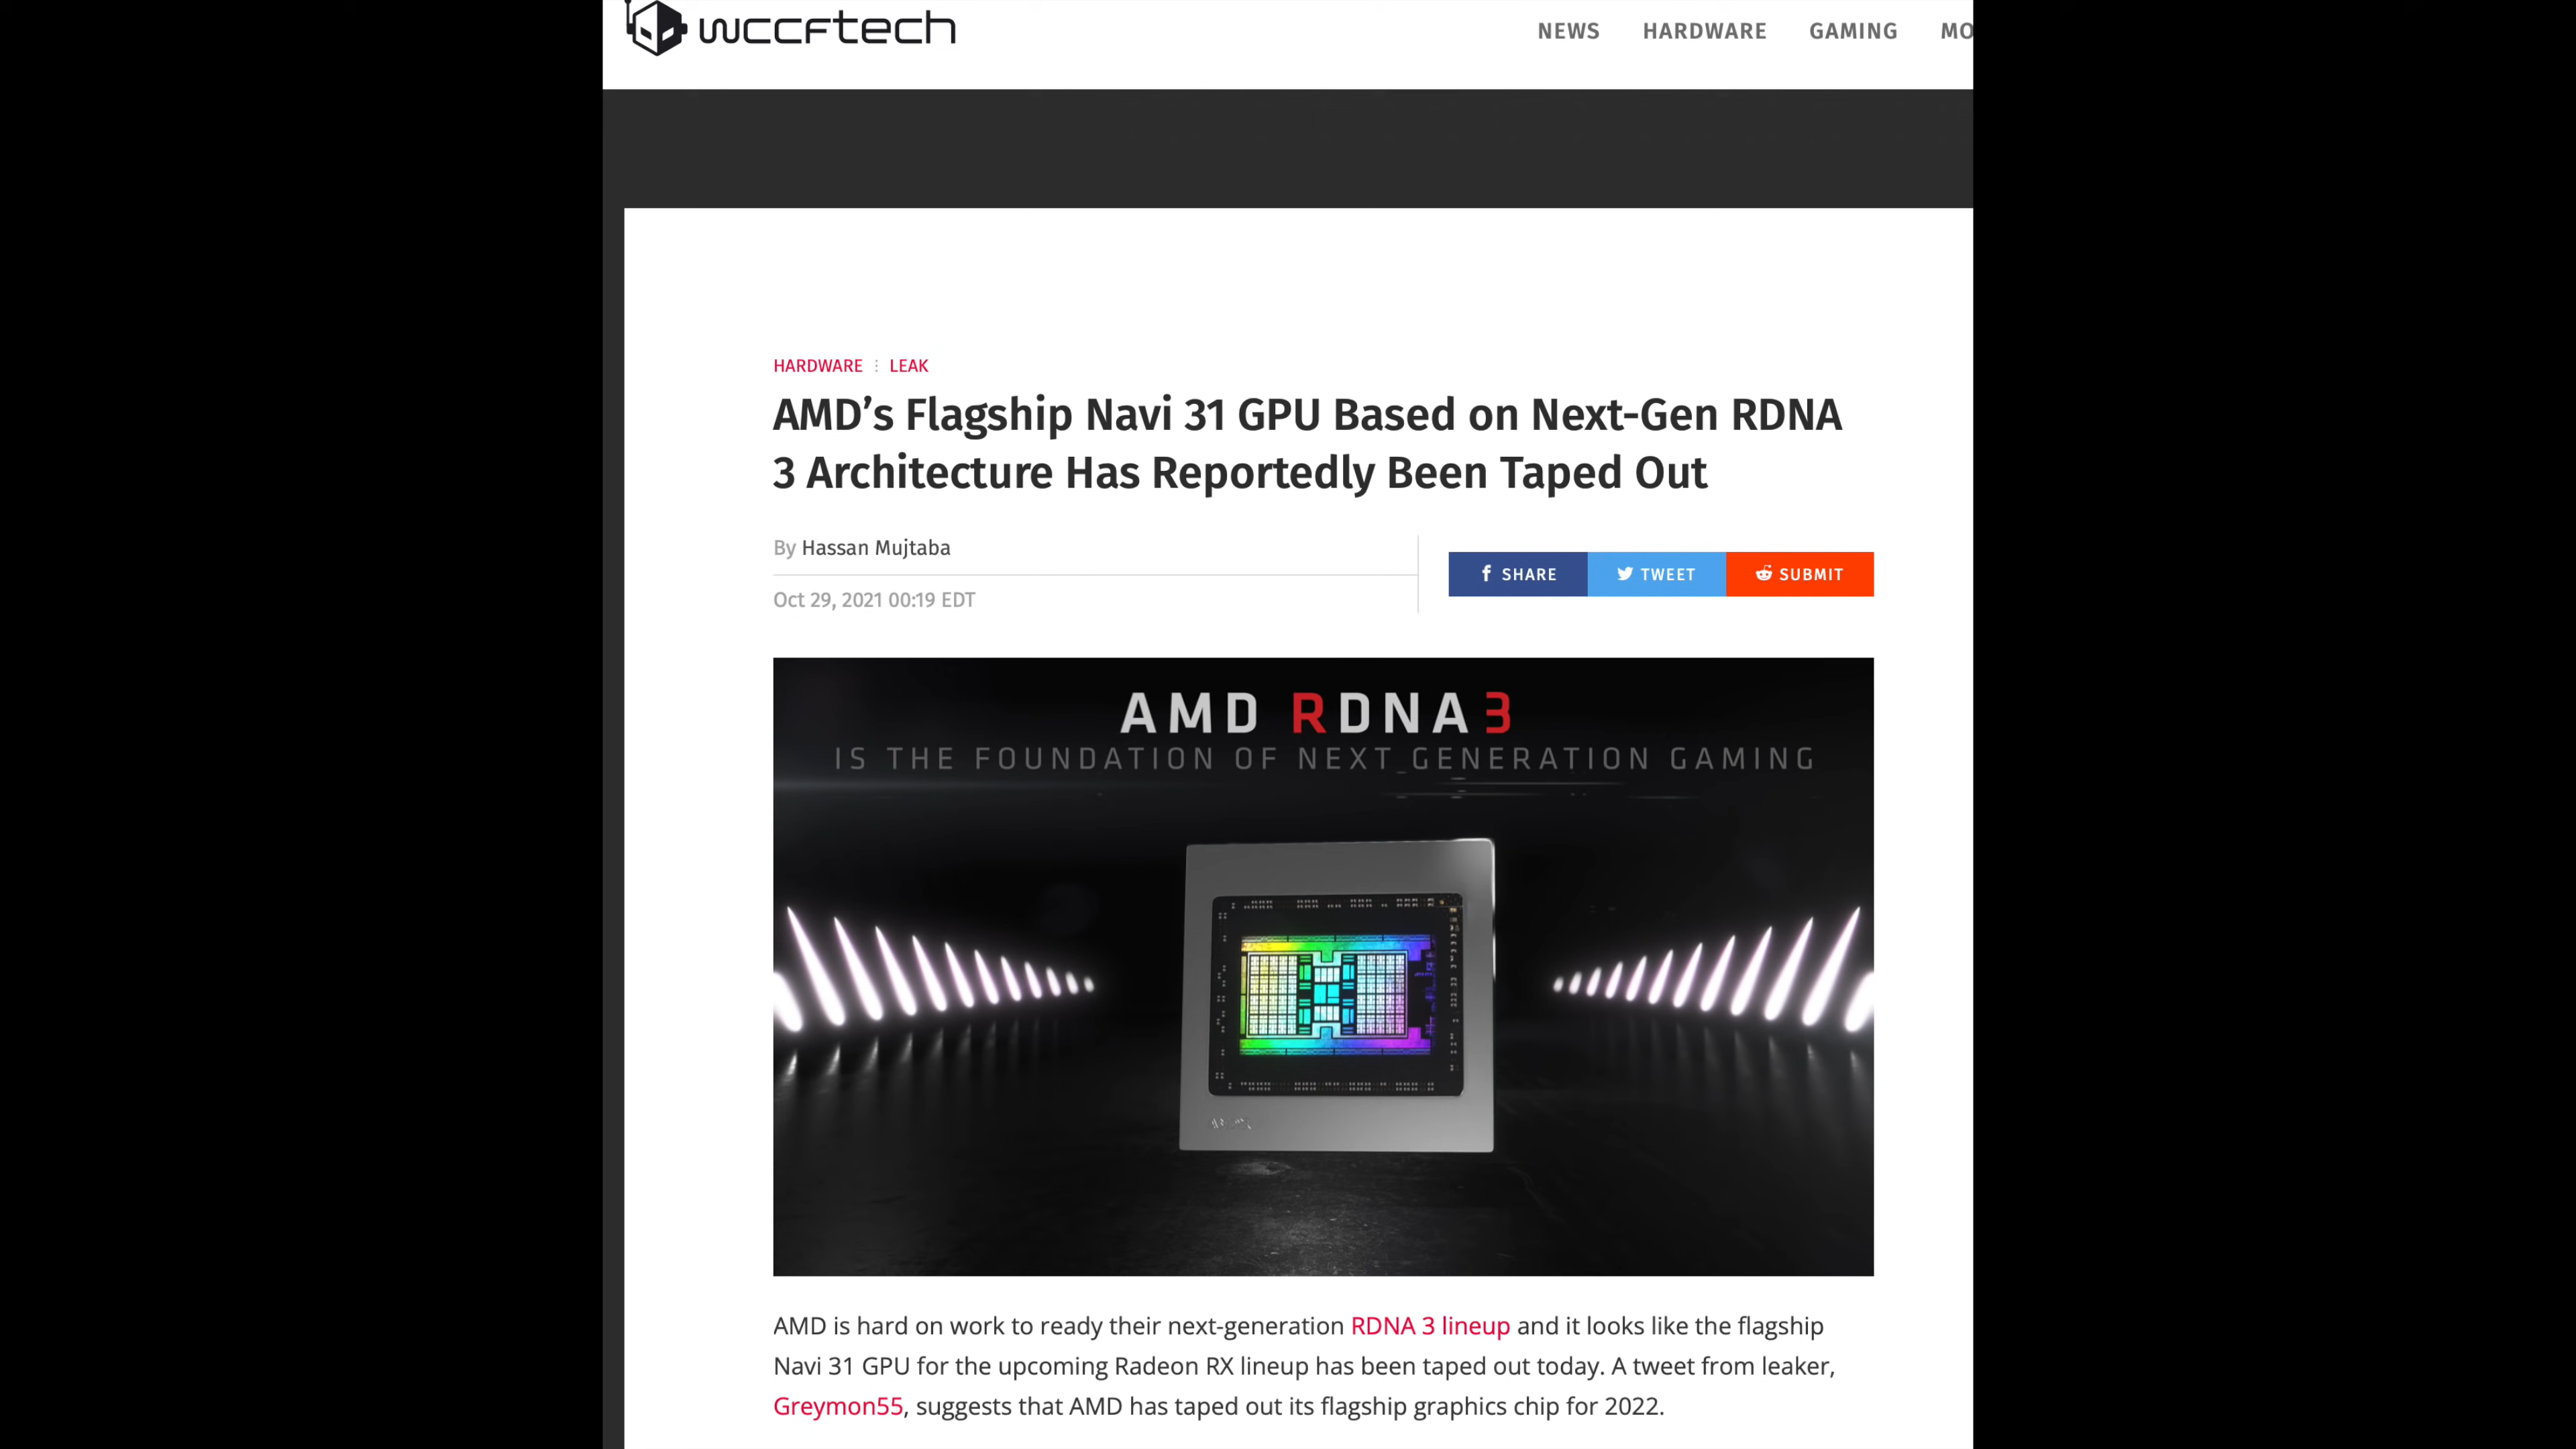 wccftech
NEWS HARDWARE GAMING MO
HARDWARE : LEAK
AMD’s Flagship Navi 31 GPU Based on Next-Gen RDNA
3 Architecture Has Reportedly Been Taped Out
By Hassan Mujtaba
Oct 29, 2021 00:19 EDT
SHARE TWEET SUBMIT
AMD RDNA 3
IS THE FOUNDATION OF NEXT GENERATION GAMING
AMD is hard on work to ready their next-generation RDNA 3 lineup and it looks like the flagship
Navi 31 GPU for the upcoming Radeon RX lineup has been taped out today. A tweet from leaker,
Greymon55, suggests that AMD has taped out its flagship graphics chip for 2022.